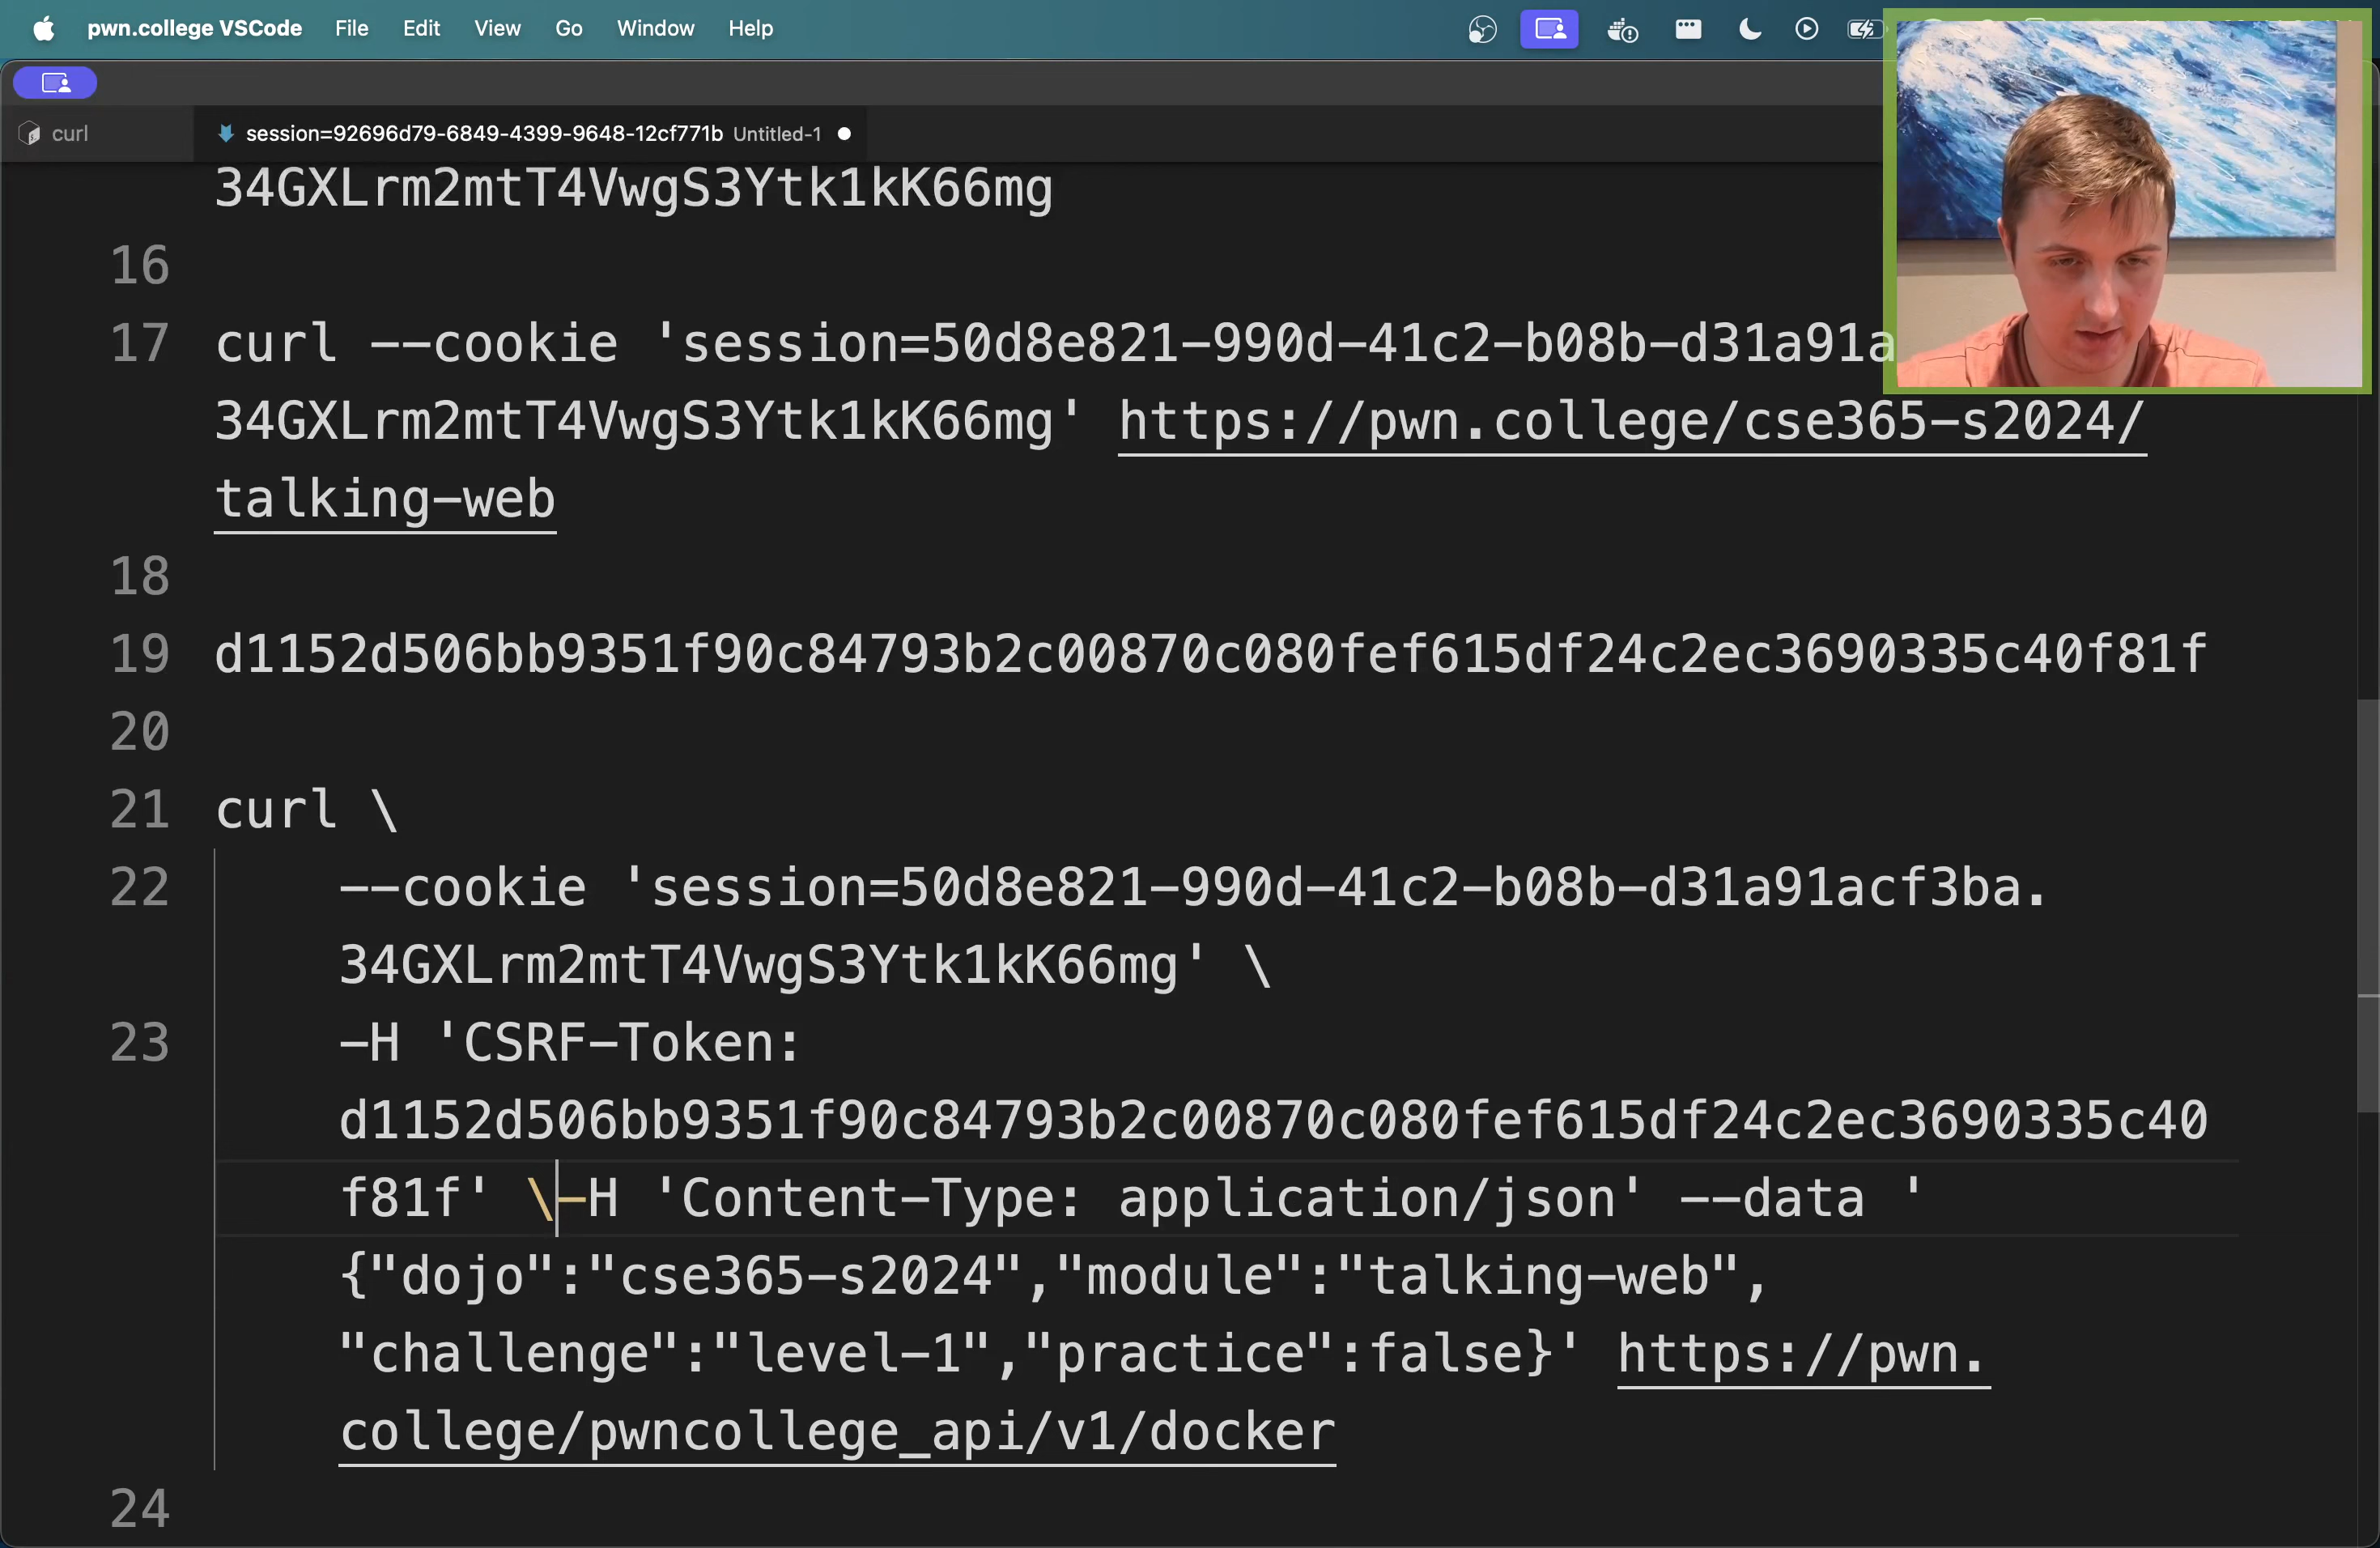 pwn.college VSCode File Edit View Go Window Help
curl session=92696d79-6849-4399-9648-12cf771b Untitled-1
34GXLrm2mtT4VwgS3Ytk1kK66mg
16
17 curl --cookie 'session=50d8e821-990d-41c2-b08b-d31a91a
34GXLrm2mtT4VwgS3Ytk1kK66mg' https://pwn.college/cse365-s2024/
talking-web
18
19 d1152d506bb9351f90c84793b2c00870c080fef615df24c2ec3690335c40f81f
20
21 curl \
22 --cookie 'session=50d8e821-990d-41c2-b08b-d31a91acf3ba.
34GXLrm2mtT4VwgS3Ytk1kK66mg' \
23 -H 'CSRF-Token:
d1152d506bb9351f90c84793b2c00870c080fef615df24c2ec3690335c40
f81f' \-H 'Content-Type: application/json' --data '
{"dojo":"cse365-s2024","module":"talking-web",
"challenge":"level-1","practice":false}' https://pwn.
college/pwncollege_api/v1/docker
24